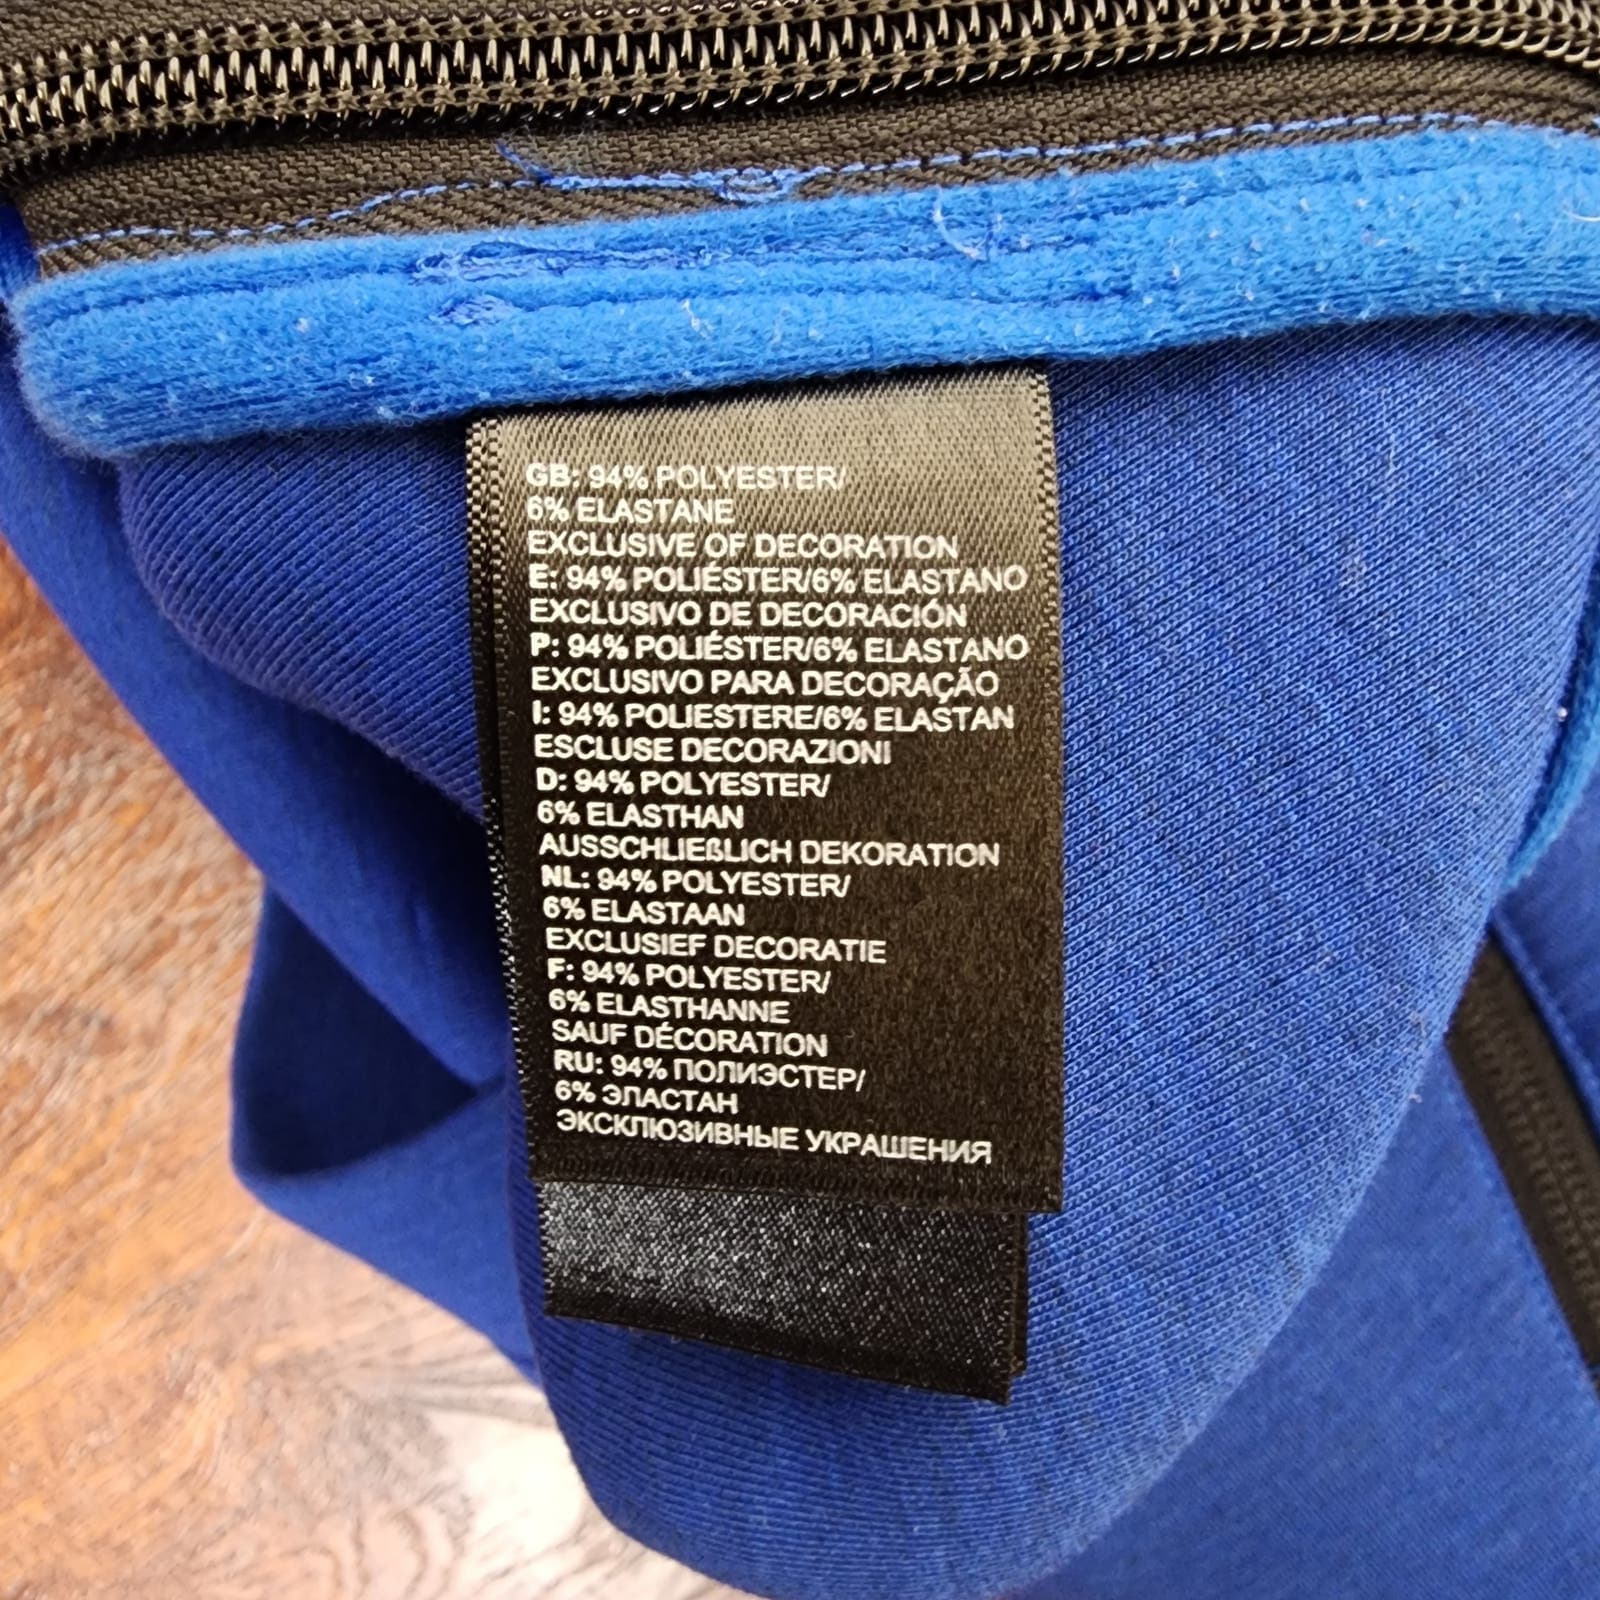 GB: 94% POLYESTER/
6% ELASTANE
EXCLUSIVE OF DECORATION
E: 94% POLIÉSTER/6% ELASTANO
EXCLUSIVO DE DECORACIÓN
P: 94% POLIÉSTER/6% ELASTANO
EXCLUSIVO PARA DECORAÇÃO
I: 94% POLIESTERE/6% ELASTAN
ESCLUSE DECORAZIONI
D: 94% POLYESTER/
6% ELASTHAN
AUSSCHLIEßLICH DEKORATION
NL: 94% POLYESTER/
6% ELASTAAN
EXCLUSIEF DECORATIE
F: 94% POLYESTER/
6% ELASTHANNE
SAUF DÉCORATION
RU: 94% ПОЛИЭСТЕР/
6% ЭЛАСТАН
ЭКСКЛЮЗИВНЫЕ УКРАШЕНИЯ